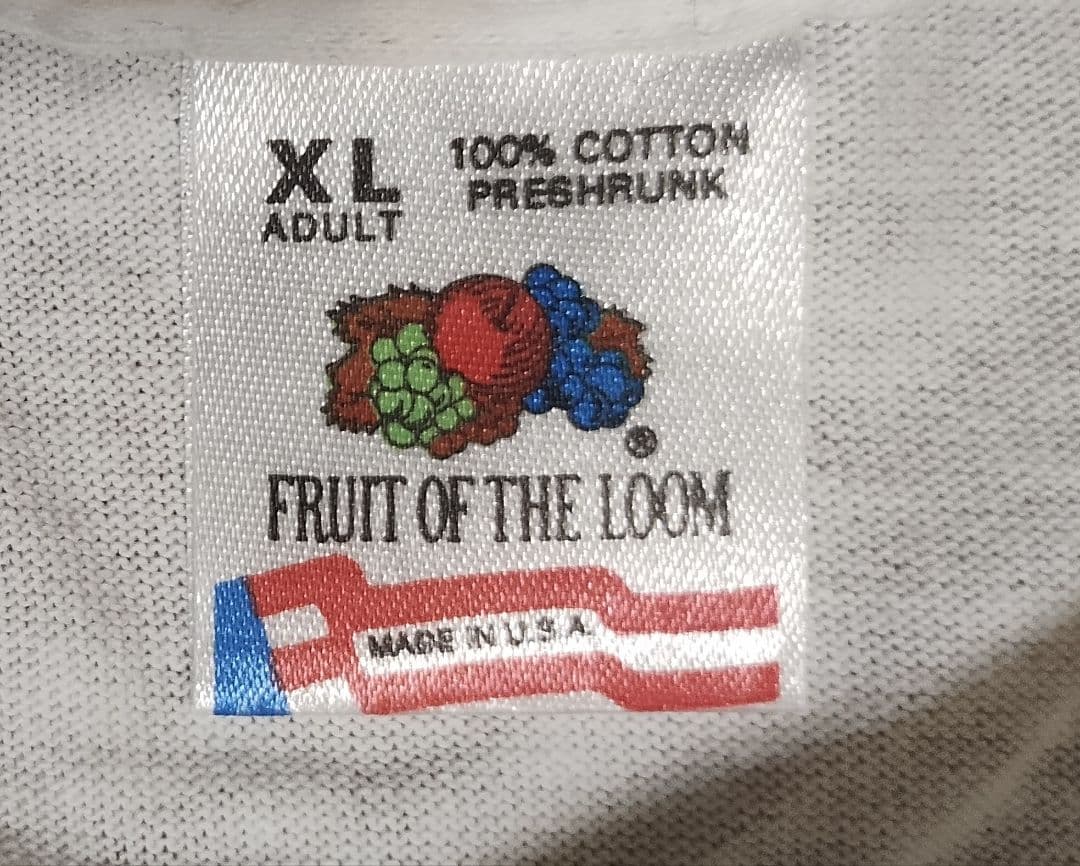 XL
ADULT
100% COTTON
PRESHRUNK
®
FRUIT OF THE LOOM
MADE IN U.S.A.